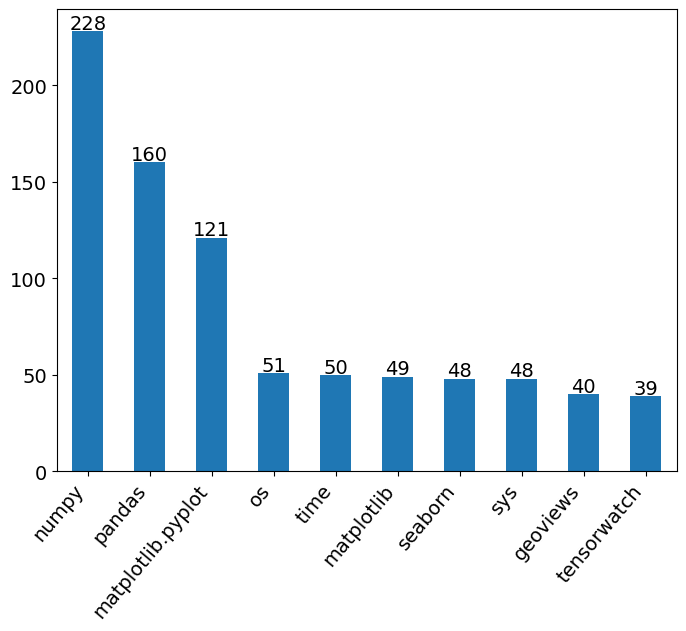 228
160
121
51
50
49
48
48
40
39
200
150
100
50
0
numpy
pandas
matplotlib.pyplot
os
time
matplotlib
seaborn
sys
geoviews
tensorwatch